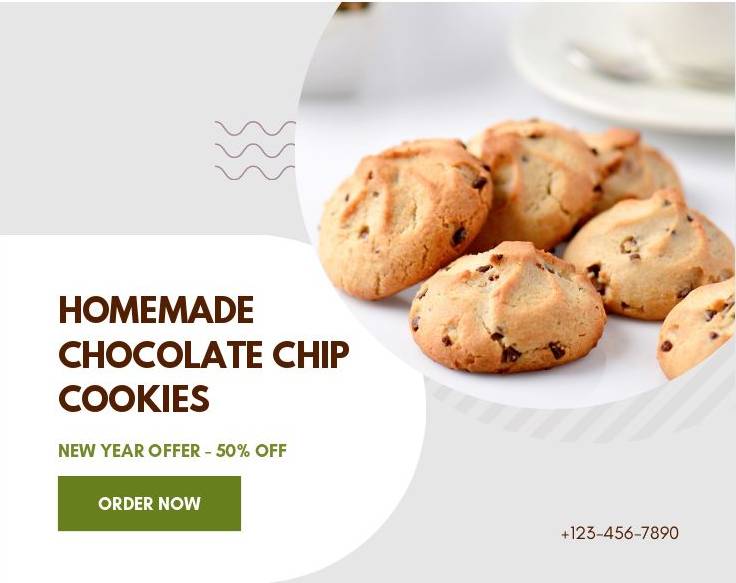 HOMEMADE
CHOCOLATE CHIP
COOKIES
NEW YEAR OFFER - 50% OFF
ORDER NOW
+123-456-7890